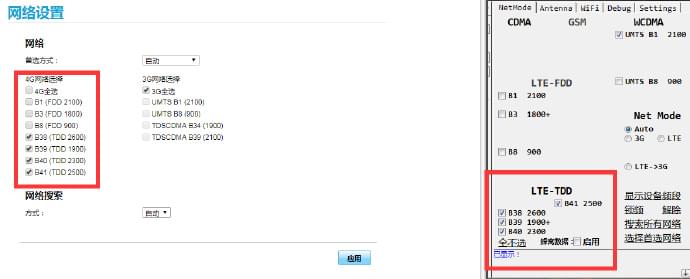 网络设置
网络
首选方式： 自动
4G网络选择 3G网络选择
4G全选 3G全选
B1 (FDD 2100) UMTS B1 (2100)
B3 (FDD 1800) UMTS B8 (900)
B8 (FDD 900) TDSCDMA B34 (1900)
B38 (TDD 2600) TDSCDMA B39 (2100)
B39 (TDD 1900)
B40 (TDD 2300)
B41 (TDD 2500)
网络搜索
方式： 自动
应用
NetMode Antenna WiFi Debug Settings
CDMA GSM WCDMA
UMTS B1 2100
LTE-FDD UMTS B8 900
B1 2100
B3 1800+ Net Mode
Auto
3G LTE
B8 900
LTE->3G
LTE-TDD
B41 2500 显示设备频段
B38 2600 锁频 解除
B39 1900+ 搜索所有网络
B40 2300 选择首选网络
全不选 蜂窝数据： 启用
已显示：